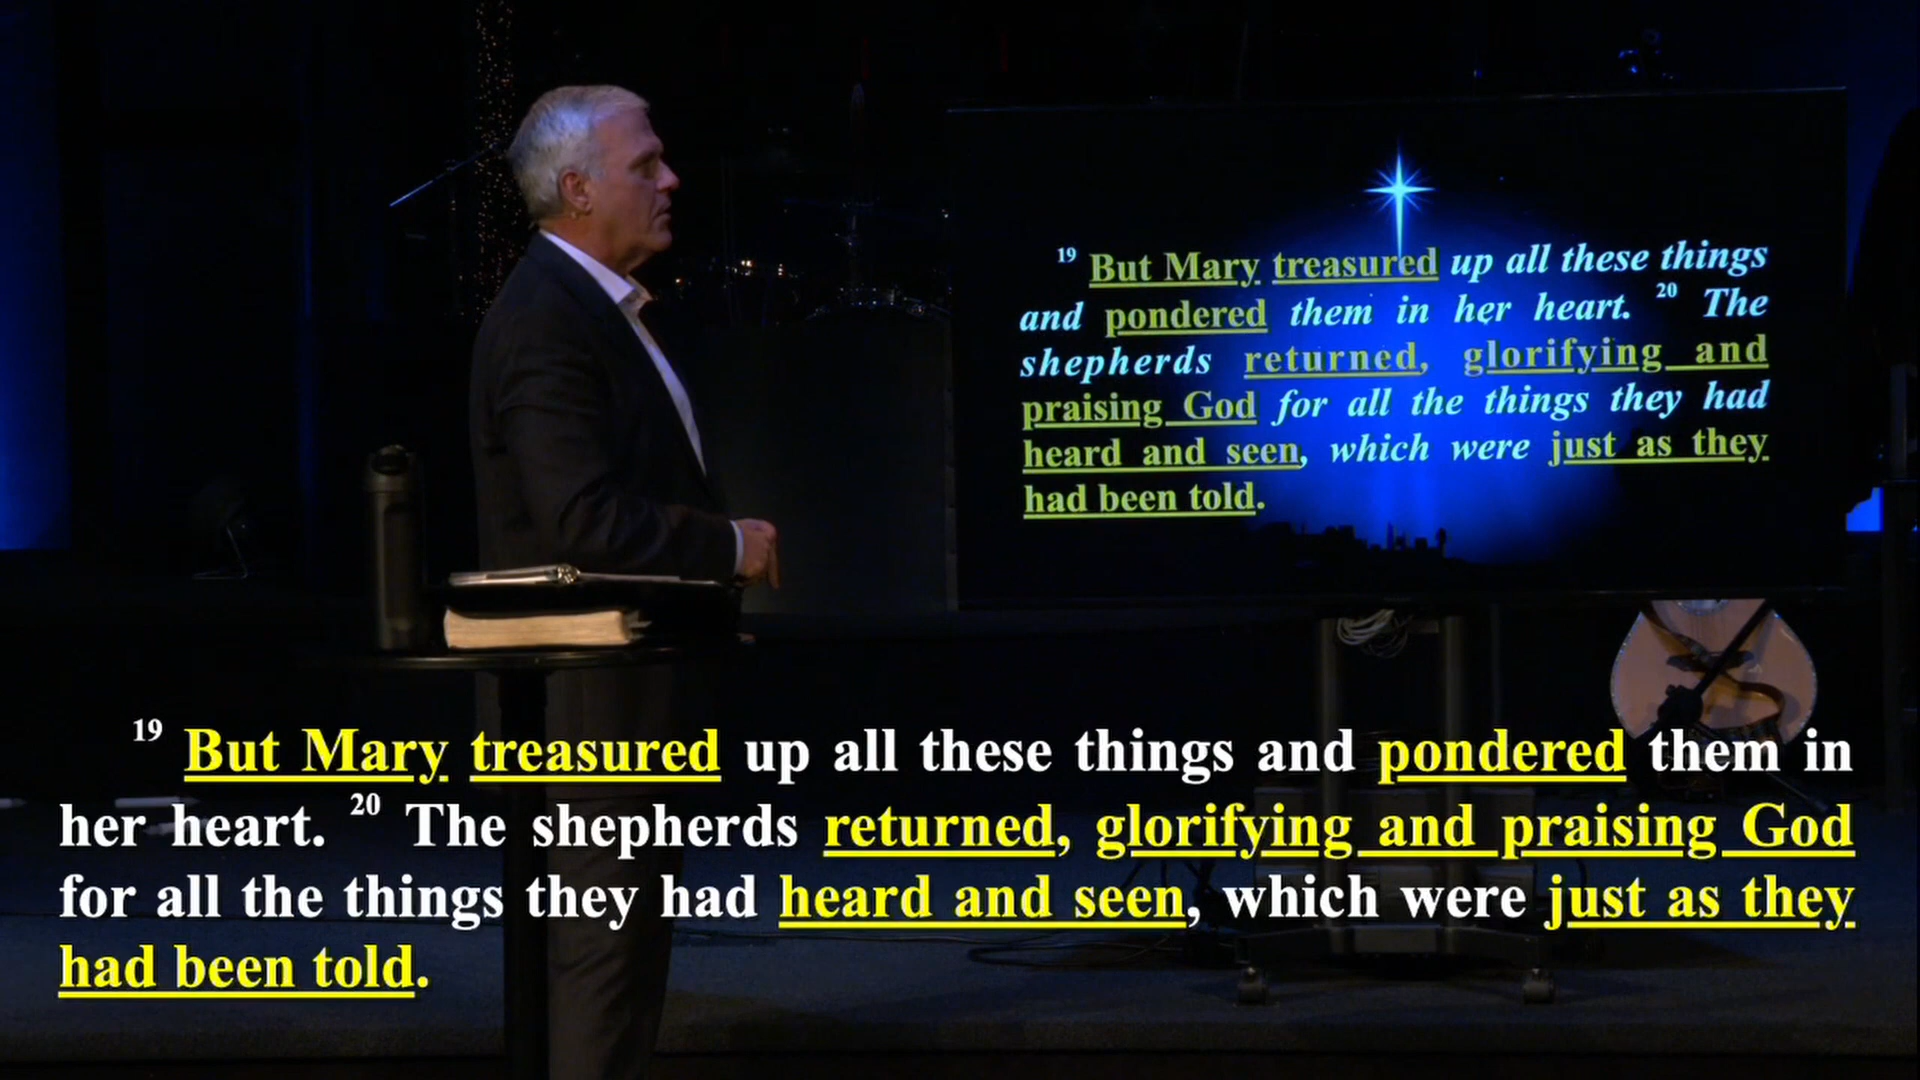 19 But Mary treasured up all these things
and pondered them in her heart. 20 The
shepherds returned, glorifying and
praising God for all the things they had
heard and seen, which were just as they
had been told.
19 But Mary treasured up all these things and pondered them in
her heart. 20 The shepherds returned, glorifying and praising God
for all the things they had heard and seen, which were just as they
had been told.